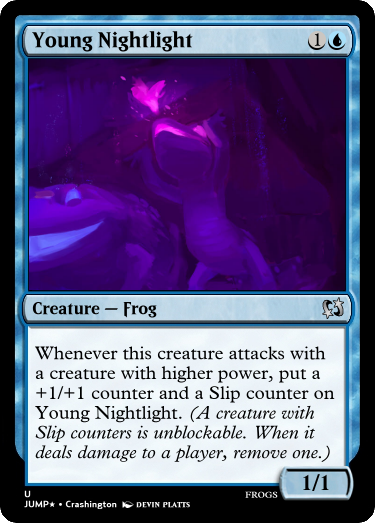 Young Nightlight 1
Creature — Frog
Whenever this creature attacks with
a creature with higher power, put a
+1/+1 counter and a Slip counter on
Young Nightlight. (A creature with
Slip counters is unblockable. When it
deals damage to a player, remove one.)
1/1
U
JUMP★ • Crashington DEVIN PLATTS
FROGS